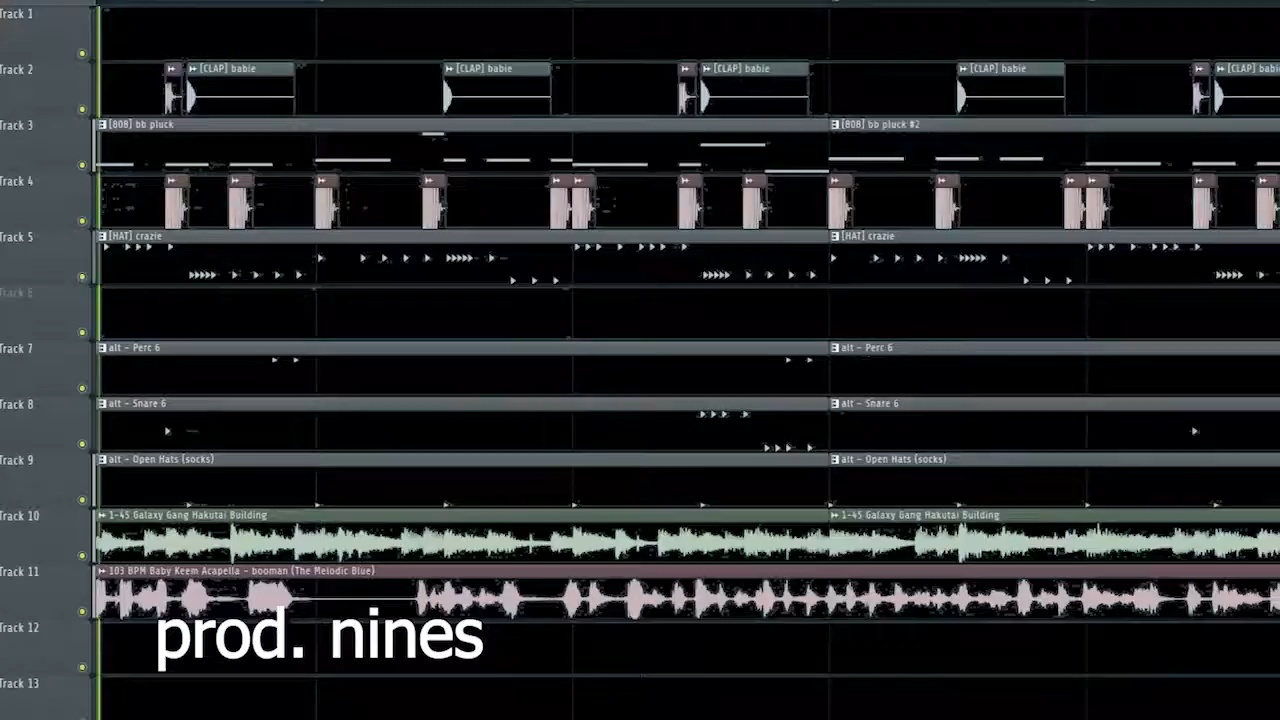 Track 1
Track 2
[CLAP] babie
[CLAP] babie
[CLAP] babie
[CLAP] babie
[CLAP] babi
Track 3
[808] bb pluck
[808] bb pluck #2
Track 4
Track 5
[HAT] crazie
[HAT] crazie
Track 6
Track 7
alt - Perc 6
alt - Perc 6
Track 8
alt - Snare 6
alt - Snare 6
Track 9
alt - Open Hats (socks)
alt - Open Hats (socks)
Track 10
1-45 Galaxy Gang Hakutai Building
1-45 Galaxy Gang Hakutai Building
Track 11
103 BPM Baby Keem Acapella - booman (The Melodic Blue)
Track 12
prod. nines
Track 13